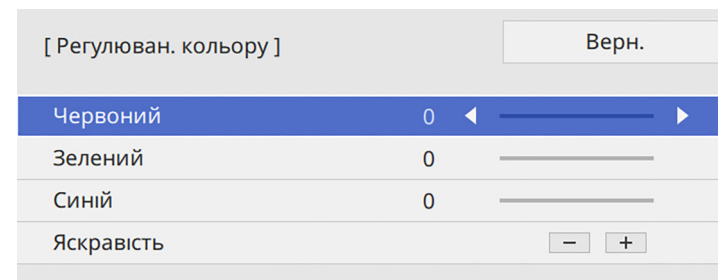 [ Регулюван. кольору ]
Верн.
Червоний 0
Зелений 0
Синій 0
Яскравість − +